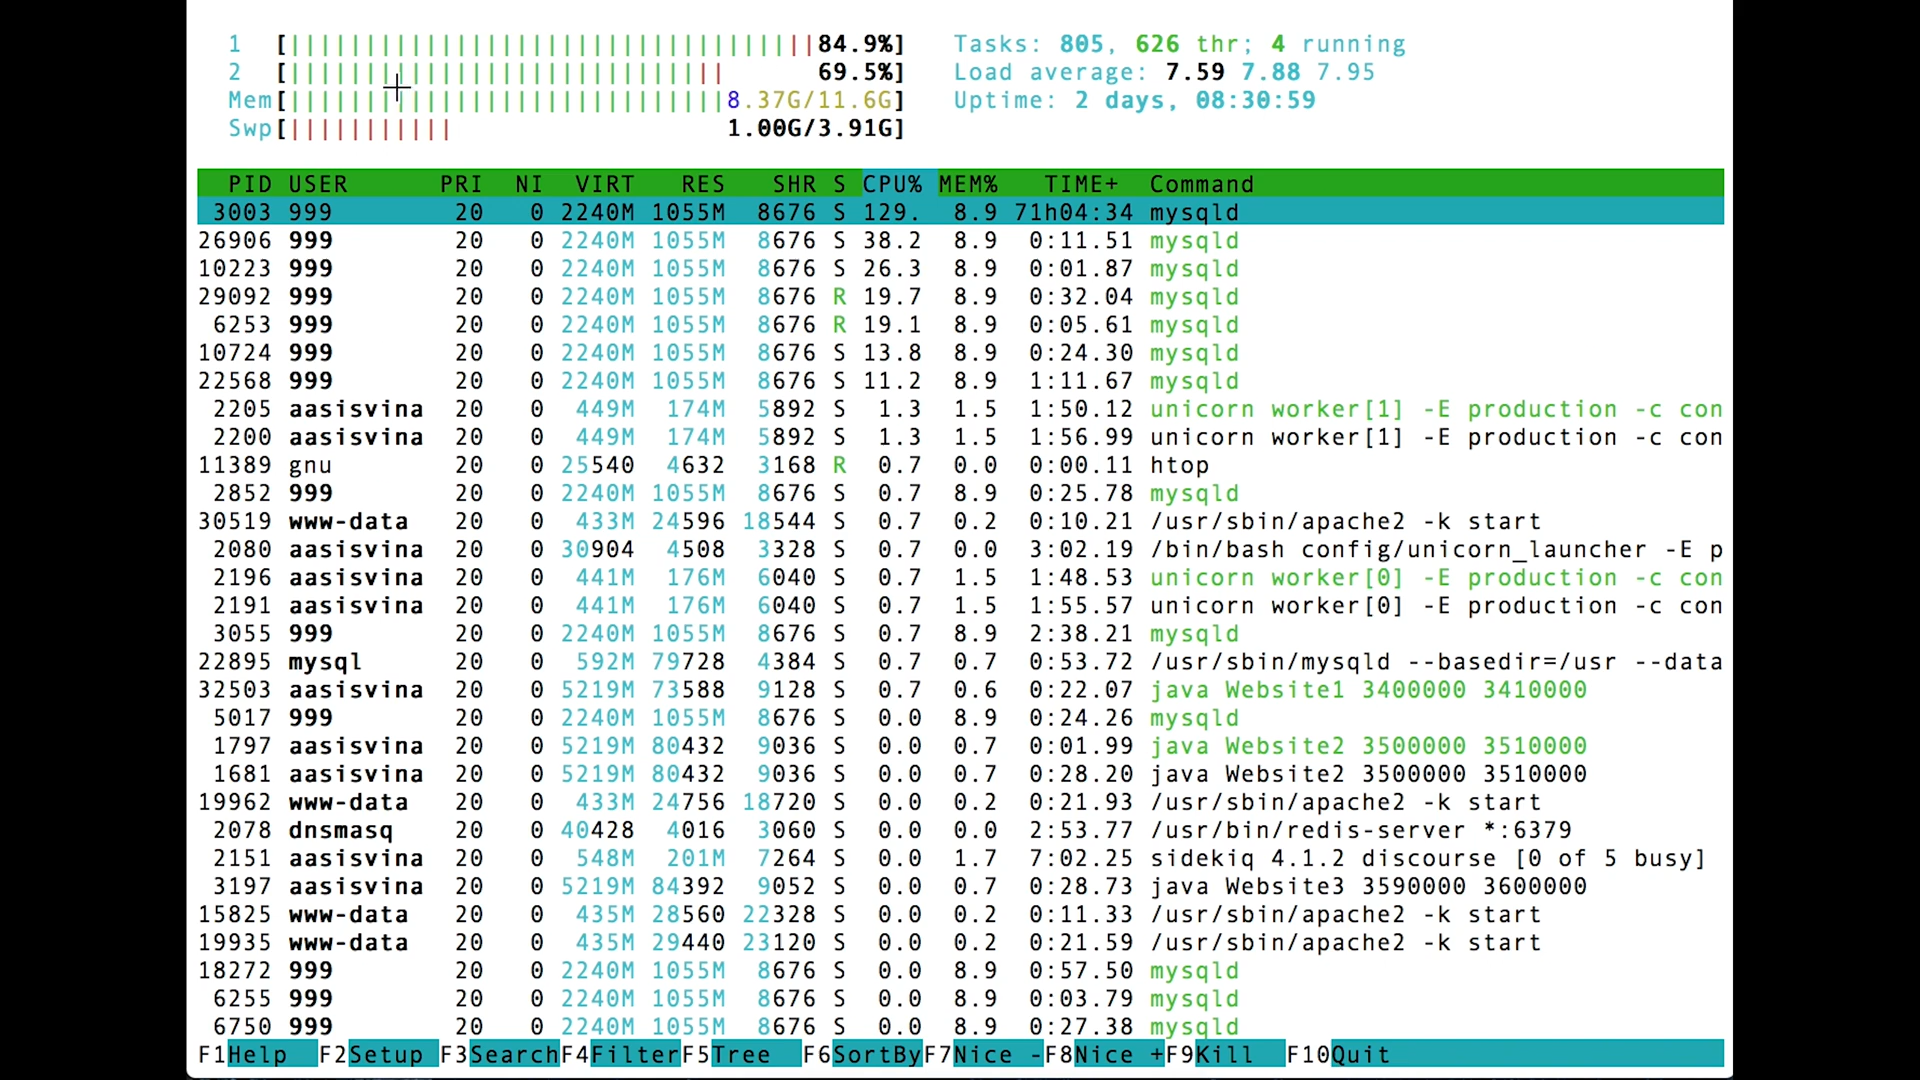 1 [||||||||||||||||||||||||||||||||||||84.9%] Tasks: 805, 626 thr; 4 running
2 [||||||||||||||||||||||||||||| 69.5%] Load average: 7.59 7.88 7.95
Mem[|||||||||||||||||||||||||||||8.37G/11.6G] Uptime: 2 days, 08:30:59
Swp[||||||||||| 1.00G/3.91G]
PID USER PRI NI VIRT RES SHR S CPU% MEM% TIME+ Command
3003 999 20 0 2240M 1055M 8676 S 129. 8.9 71h04:34 mysqld
26906 999 20 0 2240M 1055M 8676 S 38.2 8.9 0:11.51 mysqld
10223 999 20 0 2240M 1055M 8676 S 26.3 8.9 0:01.87 mysqld
29092 999 20 0 2240M 1055M 8676 R 19.7 8.9 0:32.04 mysqld
6253 999 20 0 2240M 1055M 8676 R 19.1 8.9 0:05.61 mysqld
10724 999 20 0 2240M 1055M 8676 S 13.8 8.9 0:24.30 mysqld
22568 999 20 0 2240M 1055M 8676 S 11.2 8.9 1:11.67 mysqld
2205 aasisvina 20 0 449M 174M 5892 S 1.3 1.5 1:50.12 unicorn worker[1] -E production -c con
2200 aasisvina 20 0 449M 174M 5892 S 1.3 1.5 1:56.99 unicorn worker[1] -E production -c con
11389 gnu 20 0 25540 4632 3168 R 0.7 0.0 0:00.11 htop
2852 999 20 0 2240M 1055M 8676 S 0.7 8.9 0:25.78 mysqld
30519 www-data 20 0 433M 24596 18544 S 0.7 0.2 0:10.21 /usr/sbin/apache2 -k start
2080 aasisvina 20 0 30904 4508 3328 S 0.7 0.0 3:02.19 /bin/bash config/unicorn_launcher -E p
2196 aasisvina 20 0 441M 176M 6040 S 0.7 1.5 1:48.53 unicorn worker[0] -E production -c con
2191 aasisvina 20 0 441M 176M 6040 S 0.7 1.5 1:55.57 unicorn worker[0] -E production -c con
3055 999 20 0 2240M 1055M 8676 S 0.7 8.9 2:38.21 mysqld
22895 mysql 20 0 592M 79728 4384 S 0.7 0.7 0:53.72 /usr/sbin/mysqld --basedir=/usr --data
32503 aasisvina 20 0 5219M 73588 9128 S 0.7 0.6 0:22.07 java Website1 3400000 3410000
5017 999 20 0 2240M 1055M 8676 S 0.0 8.9 0:24.26 mysqld
1797 aasisvina 20 0 5219M 80432 9036 S 0.0 0.7 0:01.99 java Website2 3500000 3510000
1681 aasisvina 20 0 5219M 80432 9036 S 0.0 0.7 0:28.20 java Website2 3500000 3510000
19962 www-data 20 0 433M 24756 18720 S 0.0 0.2 0:21.93 /usr/sbin/apache2 -k start
2078 dnsmasq 20 0 40428 4016 3060 S 0.0 0.0 2:53.77 /usr/bin/redis-server *:6379
2151 aasisvina 20 0 548M 201M 7264 S 0.0 1.7 7:02.25 sidekiq 4.1.2 discourse [0 of 5 busy]
3197 aasisvina 20 0 5219M 84392 9052 S 0.0 0.7 0:28.73 java Website3 3590000 3600000
15825 www-data 20 0 435M 28560 22328 S 0.0 0.2 0:11.33 /usr/sbin/apache2 -k start
19935 www-data 20 0 435M 29440 23120 S 0.0 0.2 0:21.59 /usr/sbin/apache2 -k start
18272 999 20 0 2240M 1055M 8676 S 0.0 8.9 0:57.50 mysqld
6255 999 20 0 2240M 1055M 8676 S 0.0 8.9 0:03.79 mysqld
6750 999 20 0 2240M 1055M 8676 S 0.0 8.9 0:27.38 mysqld
F1Help F2Setup F3SearchF4FilterF5Tree F6SortByF7Nice -F8Nice +F9Kill F10Quit